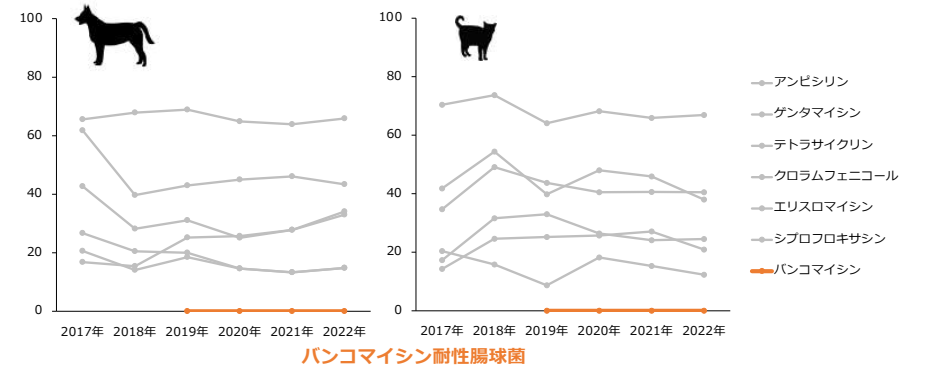 100
80
60
40
20
0
2017年 2018年 2019年 2020年 2021年 2022年
100
80
60
40
20
0
2017年 2018年 2019年 2020年 2021年 2022年
アンピシリン
ゲンタマイシン
テトラサイクリン
クロラムフェニコール
エリスロマイシン
シプロフロキサシン
バンコマイシン
バンコマイシン耐性腸球菌